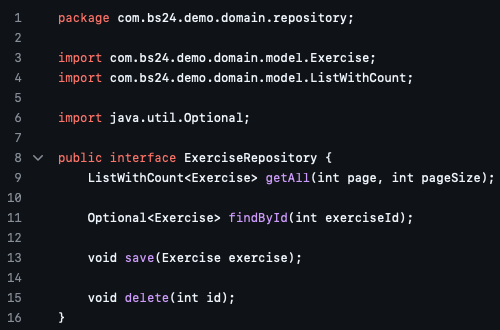 1 package com.bs24.demo.domain.repository;
2
3 import com.bs24.demo.domain.model.Exercise;
4 import com.bs24.demo.domain.model.ListWithCount;
5
6 import java.util.Optional;
7
8 public interface ExerciseRepository {
9 ListWithCount<Exercise> getAll(int page, int pageSize);
10
11 Optional<Exercise> findById(int exerciseId);
12
13 void save(Exercise exercise);
14
15 void delete(int id);
16 }